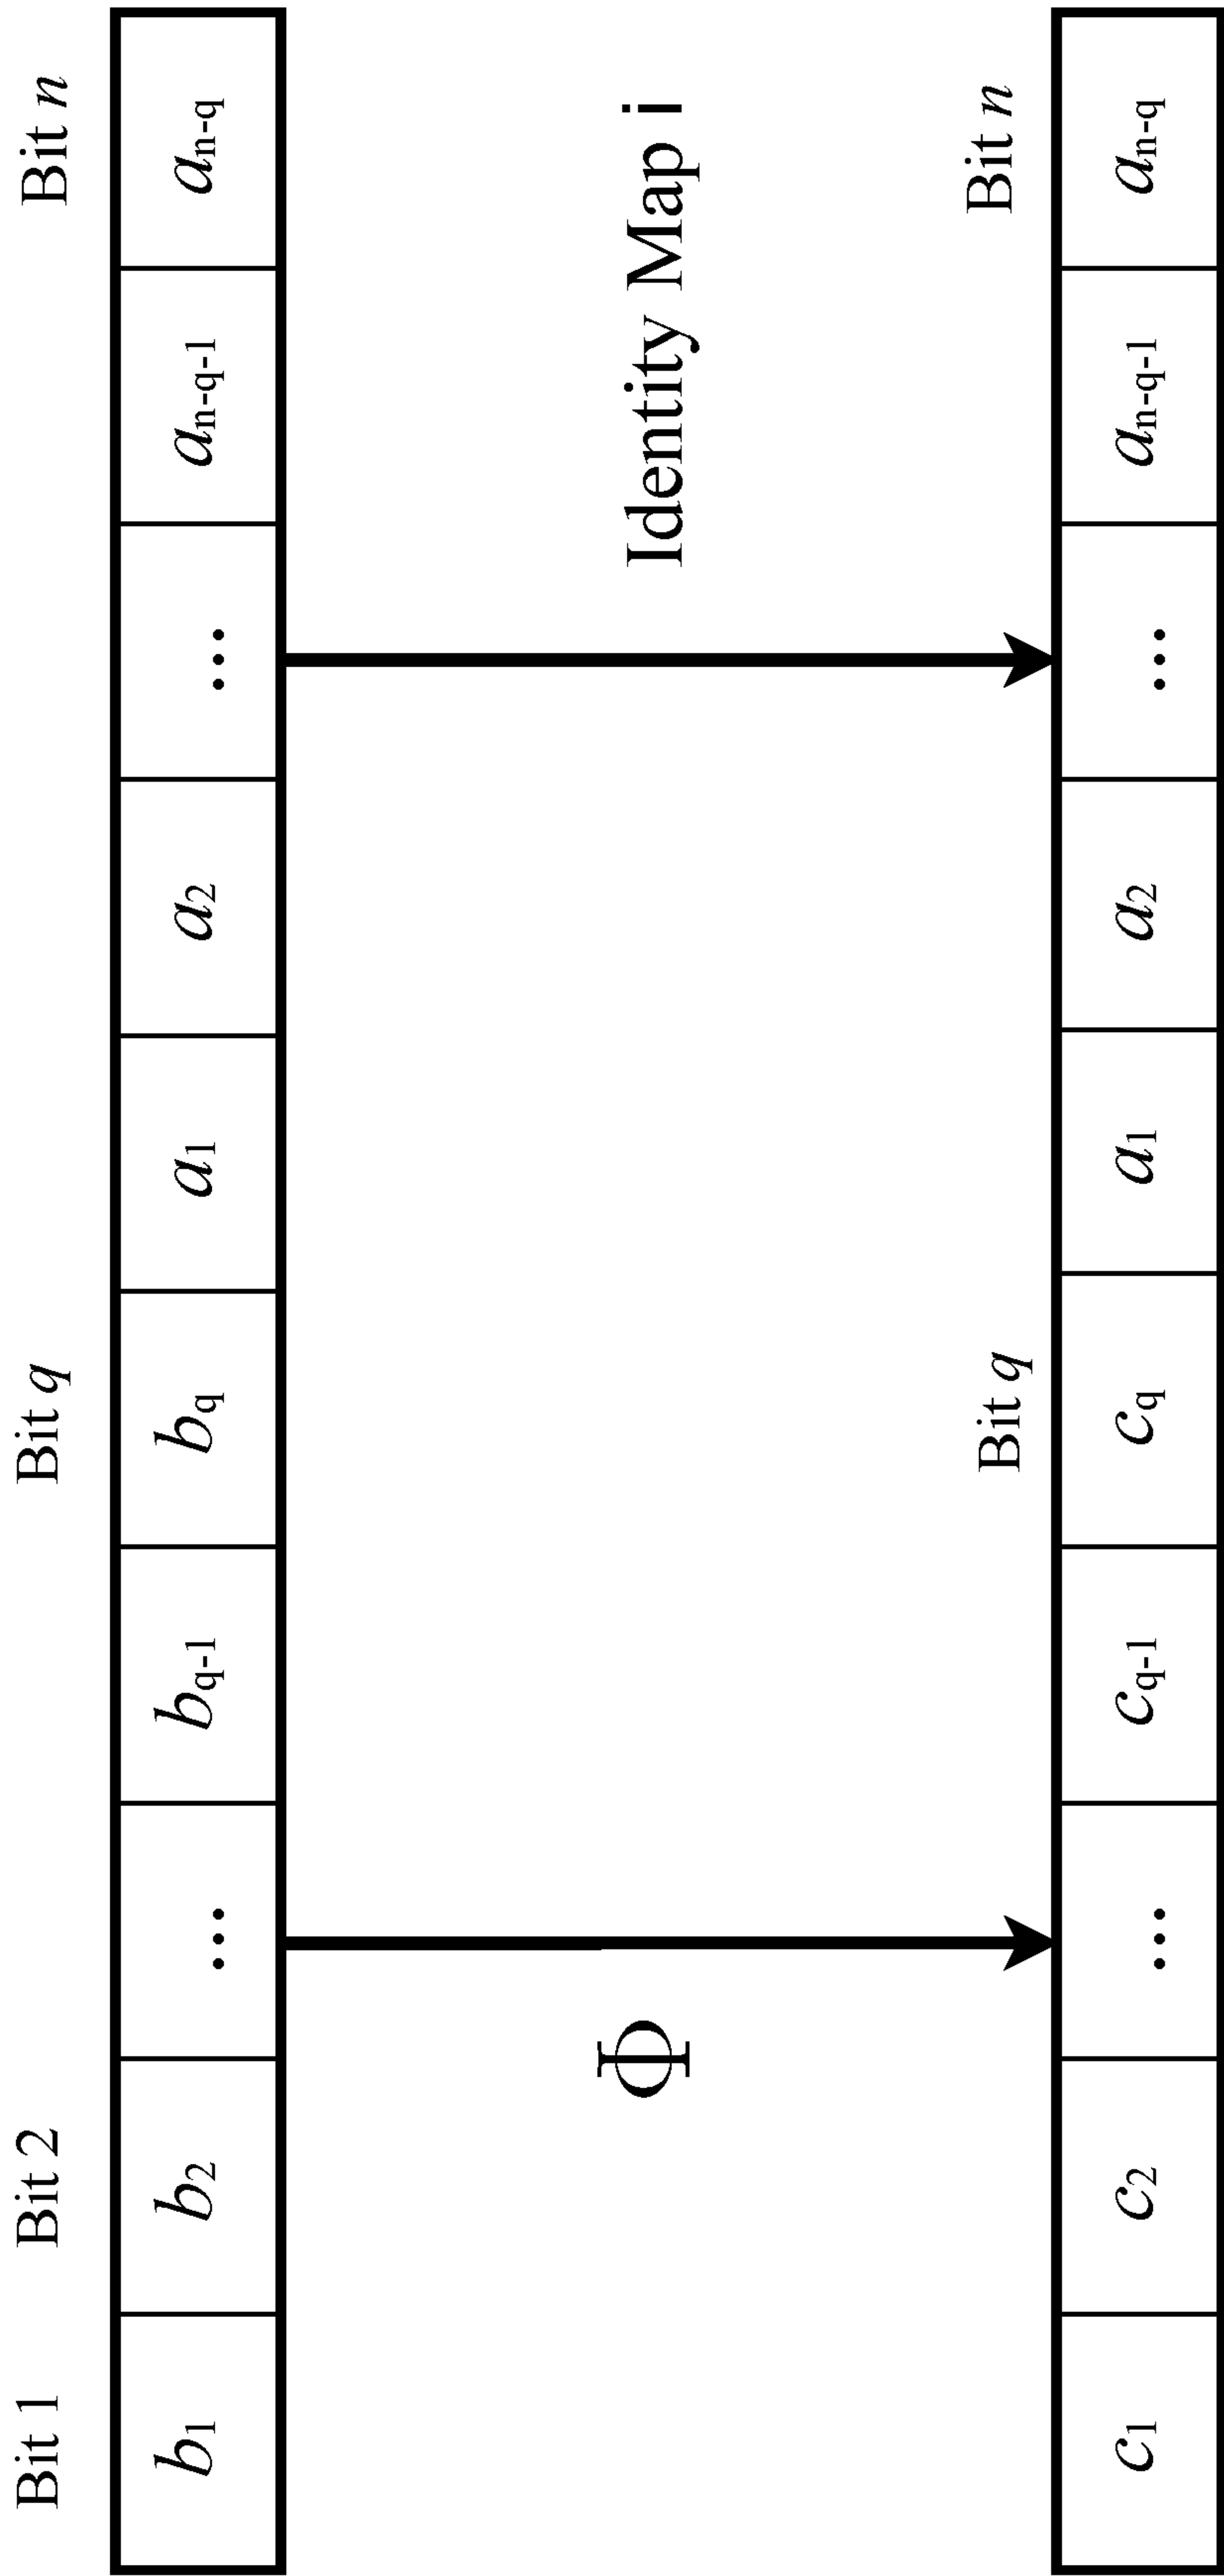 Bit 1 Bit 2 Bit q Bit n
b1 b2 ... bq-1 bq a1 a2 ... an-q-1 an-q
Φ Identity Map i
Bit q Bit n
c1 c2 ... cq-1 cq a1 a2 ... an-q-1 an-q